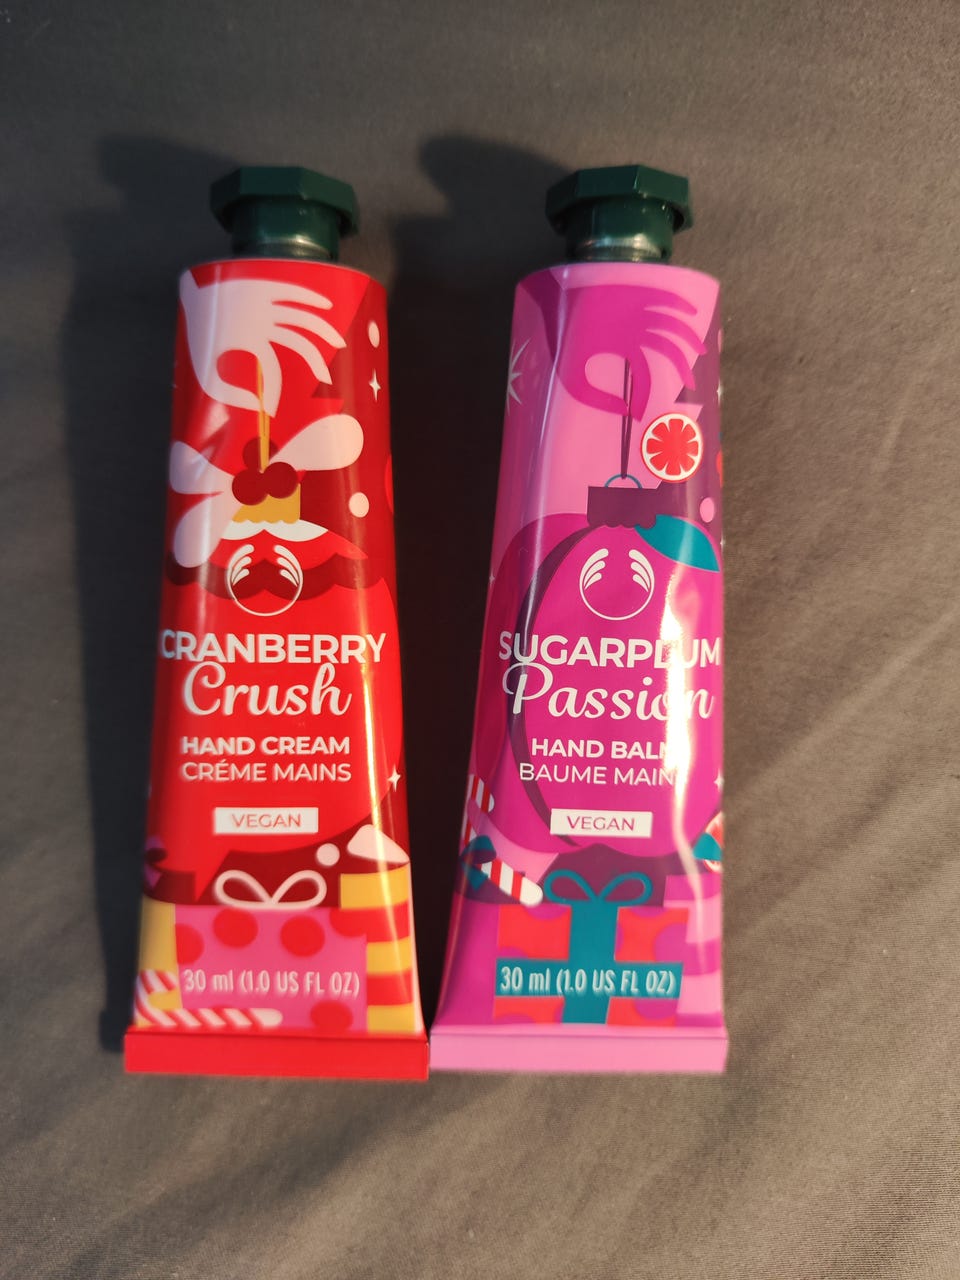 CRANBERRY
Crush
HAND CREAM
CRÉME MAINS
VEGAN
30 ml (1.0 US FL OZ)
SUGARPLUM
Passion
HAND BALM
BAUME MAINS
VEGAN
30 ml (1.0 US FL OZ)